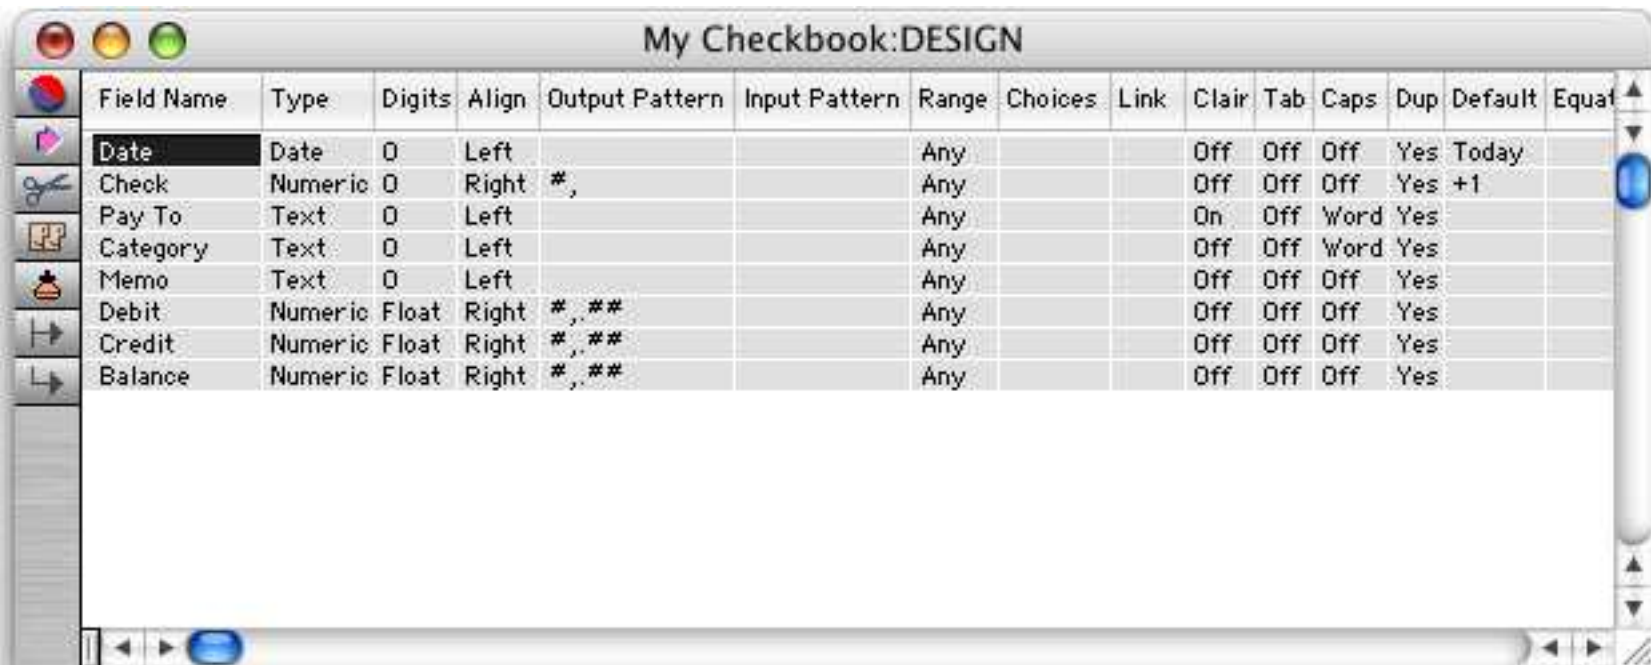 My Checkbook:DESIGN
Field Name Type Digits Align Output Pattern Input Pattern Range Choices Link Clair Tab Caps Dup Default Equat
Date Date 0 Left Any Off Off Off Yes Today
Check Numeric 0 Right #, Any Off Off Off Yes +1
Pay To Text 0 Left Any On Off Word Yes
Category Text 0 Left Any Off Off Word Yes
Memo Text 0 Left Any Off Off Off Yes
Debit Numeric Float Right #,.## Any Off Off Off Yes
Credit Numeric Float Right #,.## Any Off Off Off Yes
Balance Numeric Float Right #,.## Any Off Off Off Yes